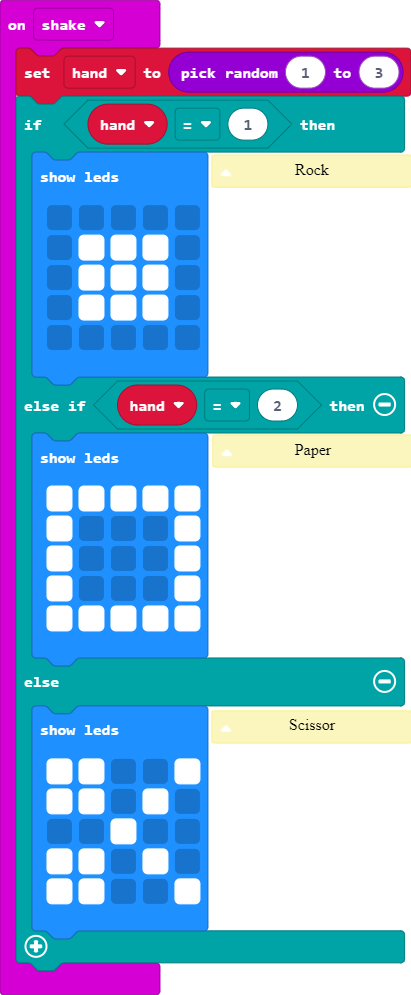 on shake
set hand to pick random 1 to 3
if hand = 1 then
show leds Rock
else if hand = 2 then
show leds Paper
else
show leds Scissor